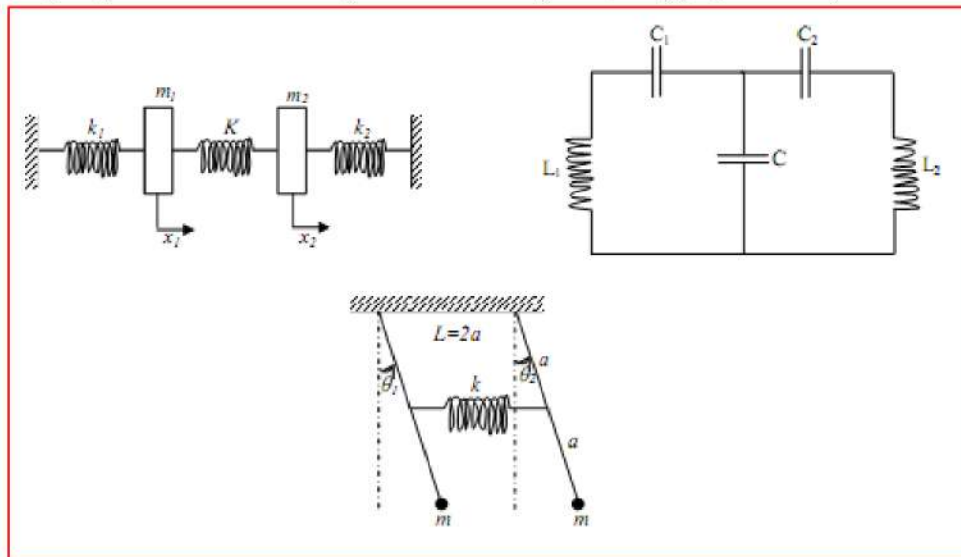 m₁ m₂
k₁ K k₂
x₁ x₂
C₁ C₂
L₁ C L₂
L=2a
θ₁ θ₂ a
k
a
m m